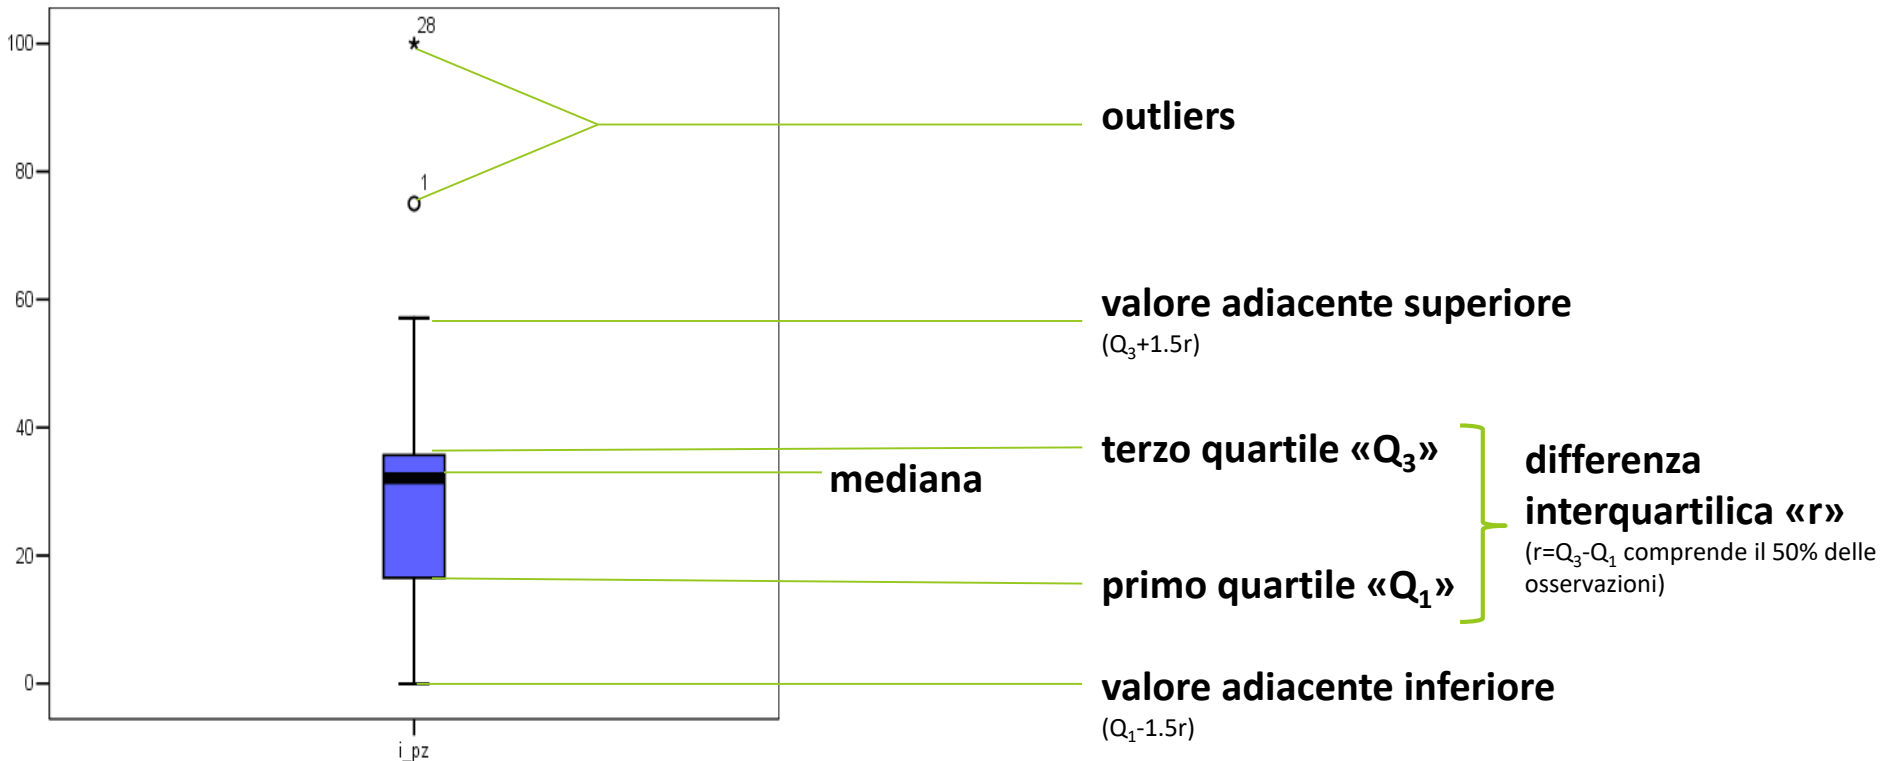 28
100
outliers
80
1
60
valore adiacente superiore
(Q₃+1.5r)
40
terzo quartile «Q₃»
mediana
differenza
interquartilica «r»
(r=Q₃-Q₁ comprende il 50% delle
osservazioni)
20
primo quartile «Q₁»
0
valore adiacente inferiore
(Q₁-1.5r)
i_pz